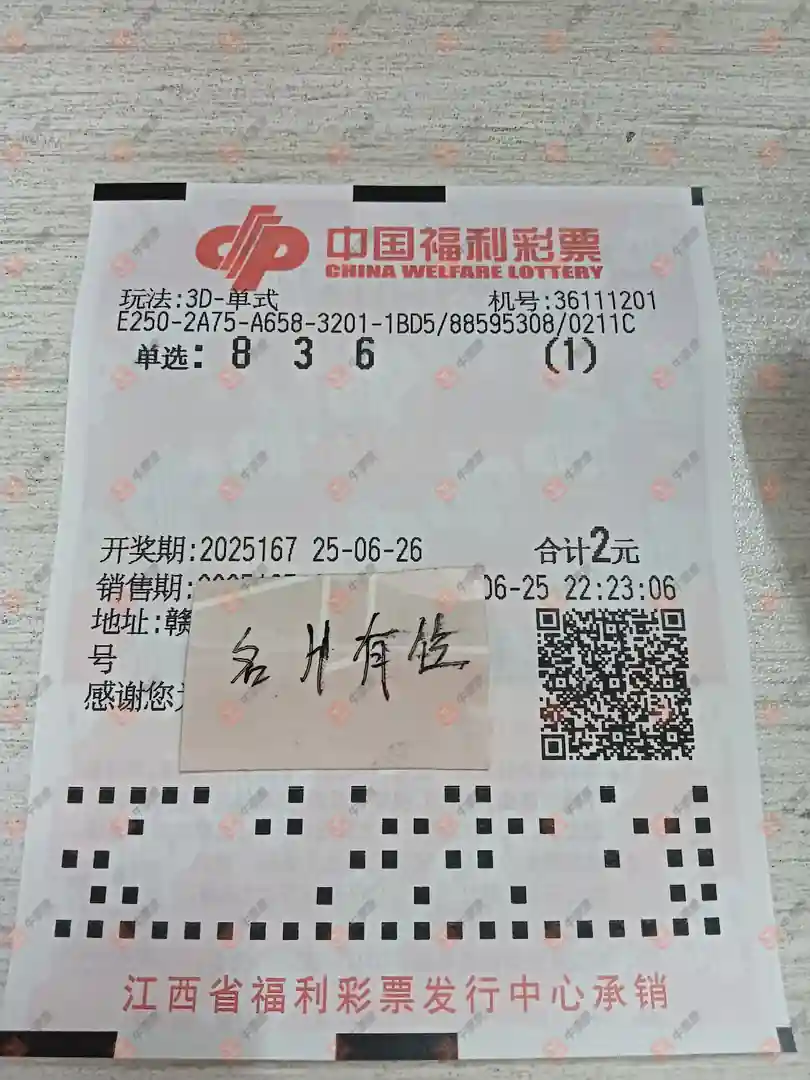 中国福利彩票
CHINA WELFARE LOTTERY
玩法:3D-单式 机号:36111201
E250-2A75-A658-3201-1BD5/88595308/0211C
单选: 8 3 6 (1)
开奖期:2025167 25-06-26 合计2元
销售期: 06-25 22:23:06
地址:赣
号
感谢您
名片有位
江西省福利彩票发行中心承销